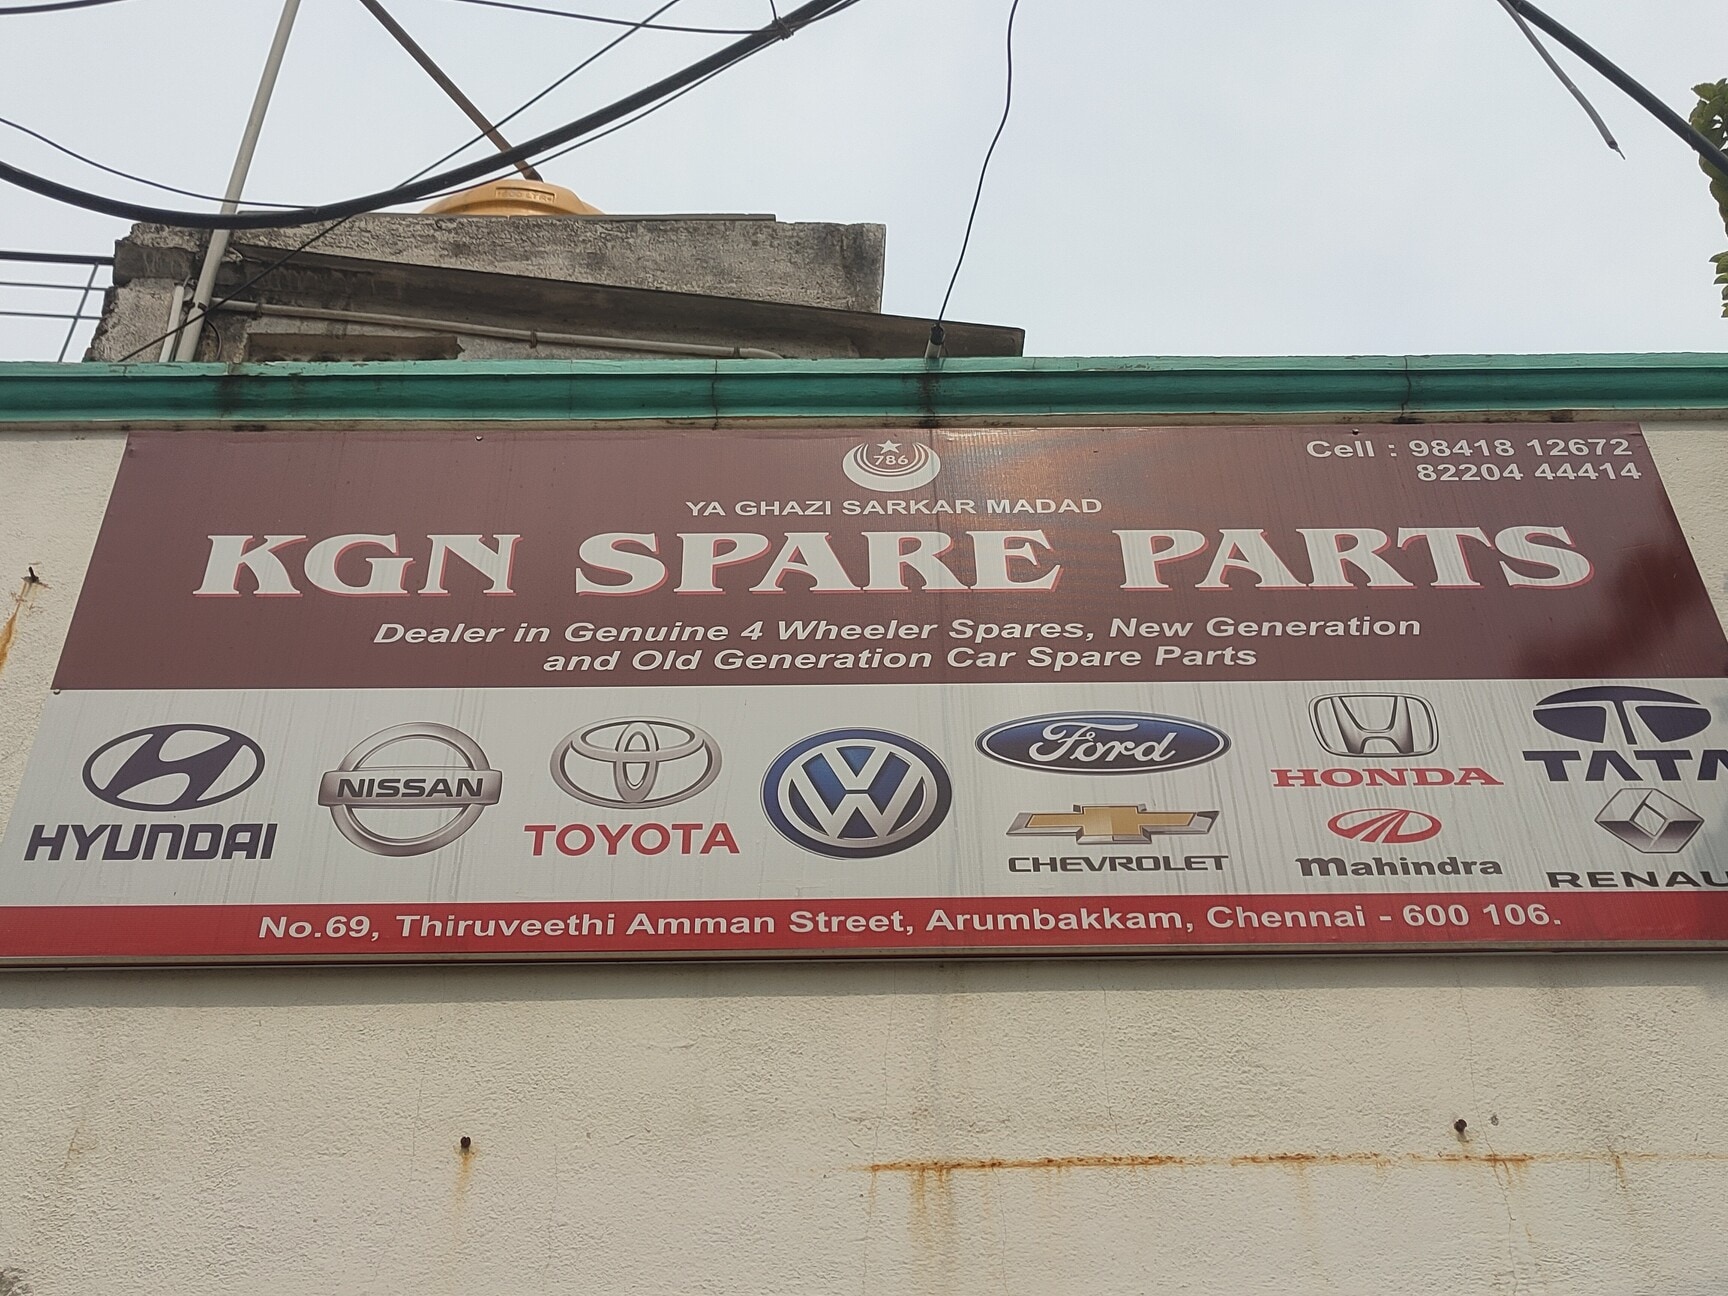 786
Cell : 98418 12672
82204 44414
YA GHAZI SARKAR MADAD
KGN SPARE PARTS
Dealer in Genuine 4 Wheeler Spares, New Generation
and Old Generation Car Spare Parts
HYUNDAI
NISSAN
TOYOTA
Ford
CHEVROLET
HONDA
Mahindra
TATA
RENAU
No.69, Thiruveethi Amman Street, Arumbakkam, Chennai - 600 106.